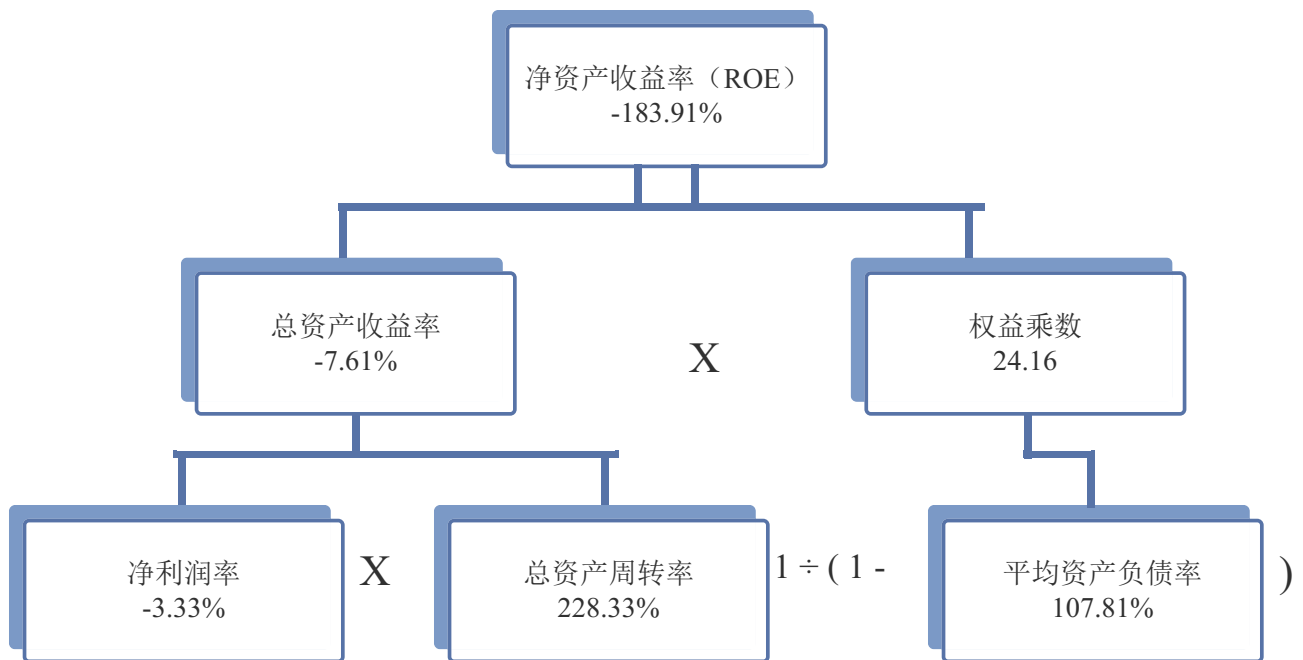 净资产收益率（ROE）
-183.91%
总资产收益率
-7.61%
X
权益乘数
24.16
净利润率
-3.33%
X
总资产周转率
228.33%
1 ÷ ( 1 -
平均资产负债率
107.81%
)